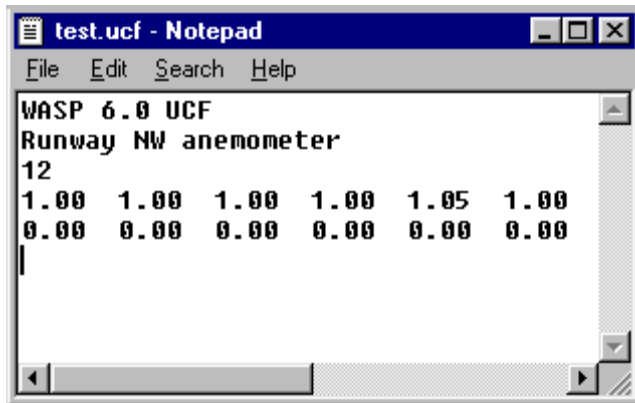 test.ucf - Notepad
File Edit Search Help
WASP 6.0 UCF
Runway NW anemometer
12
1.00 1.00 1.00 1.00 1.05 1.00
0.00 0.00 0.00 0.00 0.00 0.00